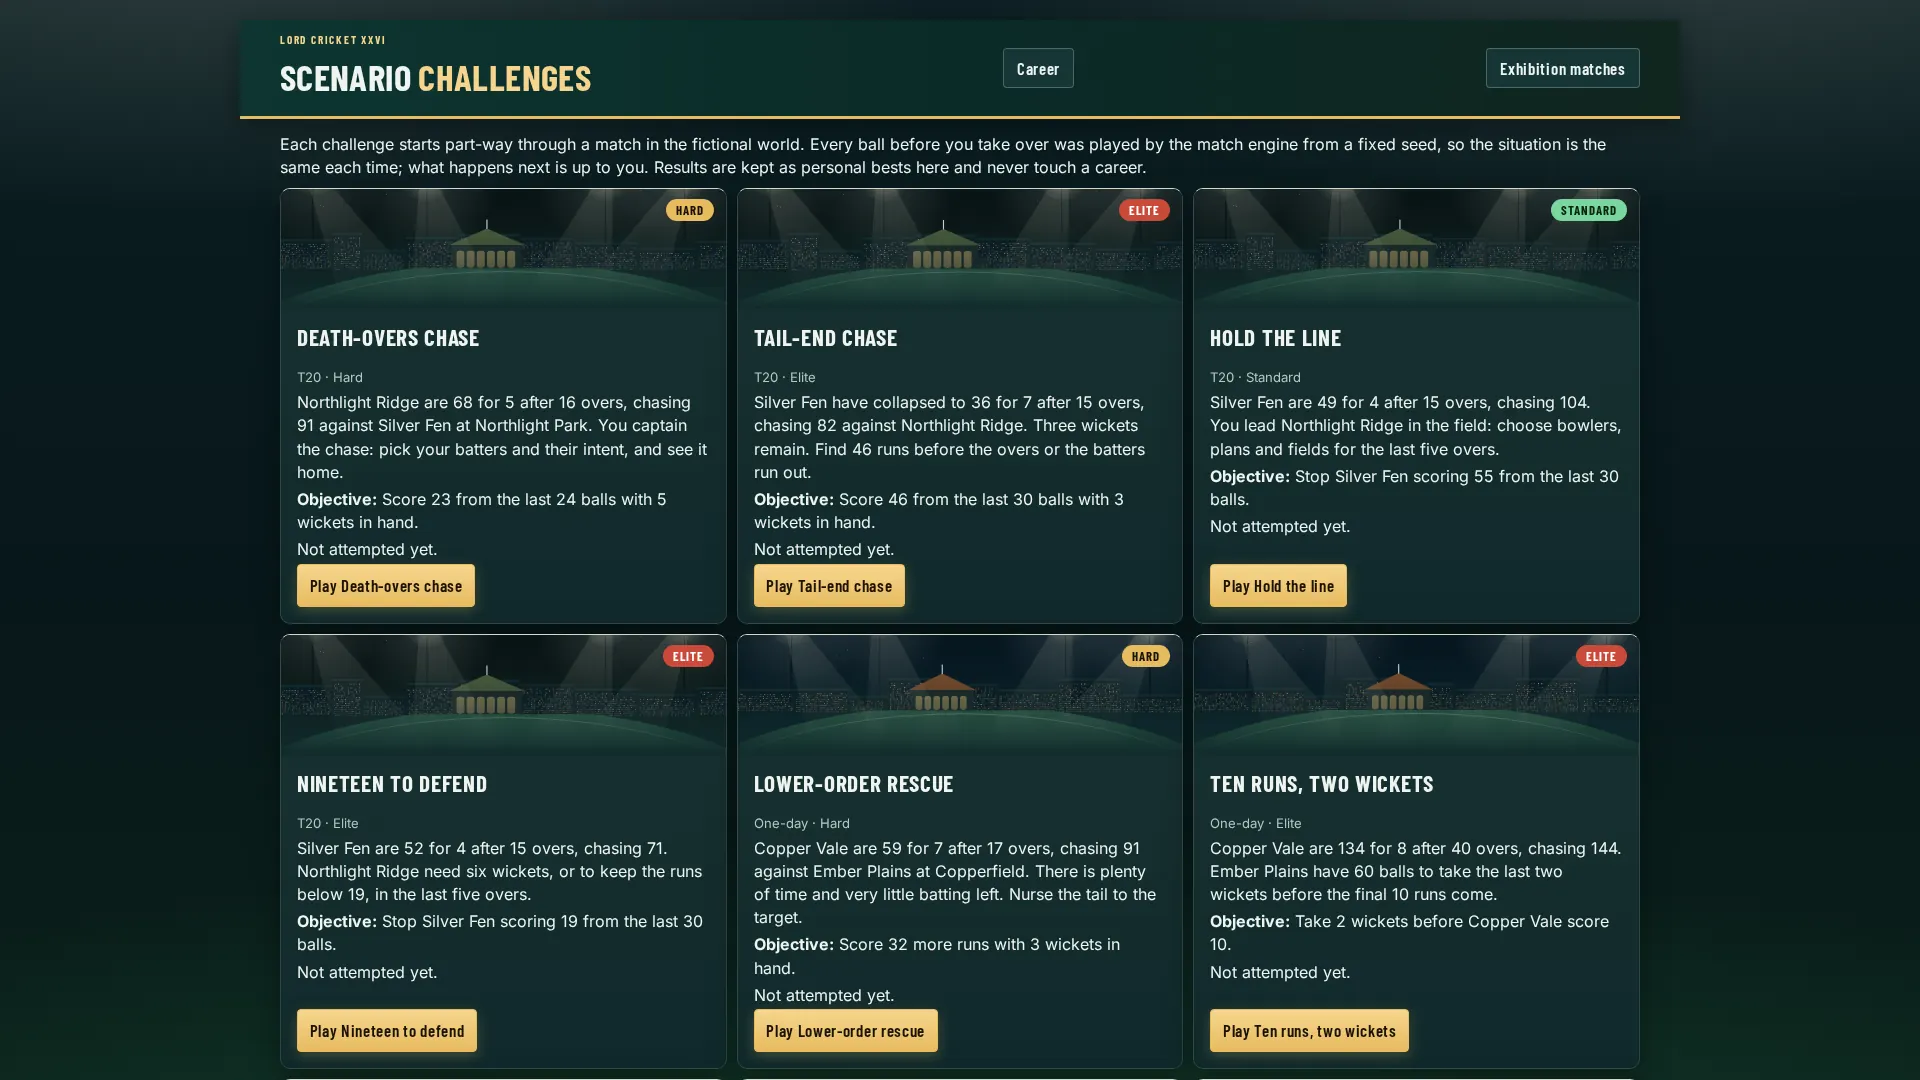 LORD CRICKET XXVI
SCENARIO CHALLENGES
Career
Exhibition matches
Each challenge starts part-way through a match in the fictional world. Every ball before you take over was played by the match engine from a fixed seed, so the situation is the
same each time; what happens next is up to you. Results are kept as personal bests here and never touch a career.
HARD
DEATH-OVERS CHASE
T20 · Hard
Northlight Ridge are 68 for 5 after 16 overs, chasing
91 against Silver Fen at Northlight Park. You captain
the chase: pick your batters and their intent, and see it
home.
Objective: Score 23 from the last 24 balls with 5
wickets in hand.
Not attempted yet.
Play Death-overs chase
ELITE
TAIL-END CHASE
T20 · Elite
Silver Fen have collapsed to 36 for 7 after 15 overs,
chasing 82 against Northlight Ridge. Three wickets
remain. Find 46 runs before the overs or the batters
run out.
Objective: Score 46 from the last 30 balls with 3
wickets in hand.
Not attempted yet.
Play Tail-end chase
STANDARD
HOLD THE LINE
T20 · Standard
Silver Fen are 49 for 4 after 15 overs, chasing 104.
You lead Northlight Ridge in the field: choose bowlers,
plans and fields for the last five overs.
Objective: Stop Silver Fen scoring 55 from the last 30
balls.
Not attempted yet.
Play Hold the line
ELITE
NINETEEN TO DEFEND
T20 · Elite
Silver Fen are 52 for 4 after 15 overs, chasing 71.
Northlight Ridge need six wickets, or to keep the runs
below 19, in the last five overs.
Objective: Stop Silver Fen scoring 19 from the last 30
balls.
Not attempted yet.
Play Nineteen to defend
HARD
LOWER-ORDER RESCUE
One-day · Hard
Copper Vale are 59 for 7 after 17 overs, chasing 91
against Ember Plains at Copperfield. There is plenty
of time and very little batting left. Nurse the tail to the
target.
Objective: Score 32 more runs with 3 wickets in
hand.
Not attempted yet.
Play Lower-order rescue
ELITE
TEN RUNS, TWO WICKETS
One-day · Elite
Copper Vale are 134 for 8 after 40 overs, chasing 144.
Ember Plains have 60 balls to take the last two
wickets before the final 10 runs come.
Objective: Take 2 wickets before Copper Vale score
10.
Not attempted yet.
Play Ten runs, two wickets